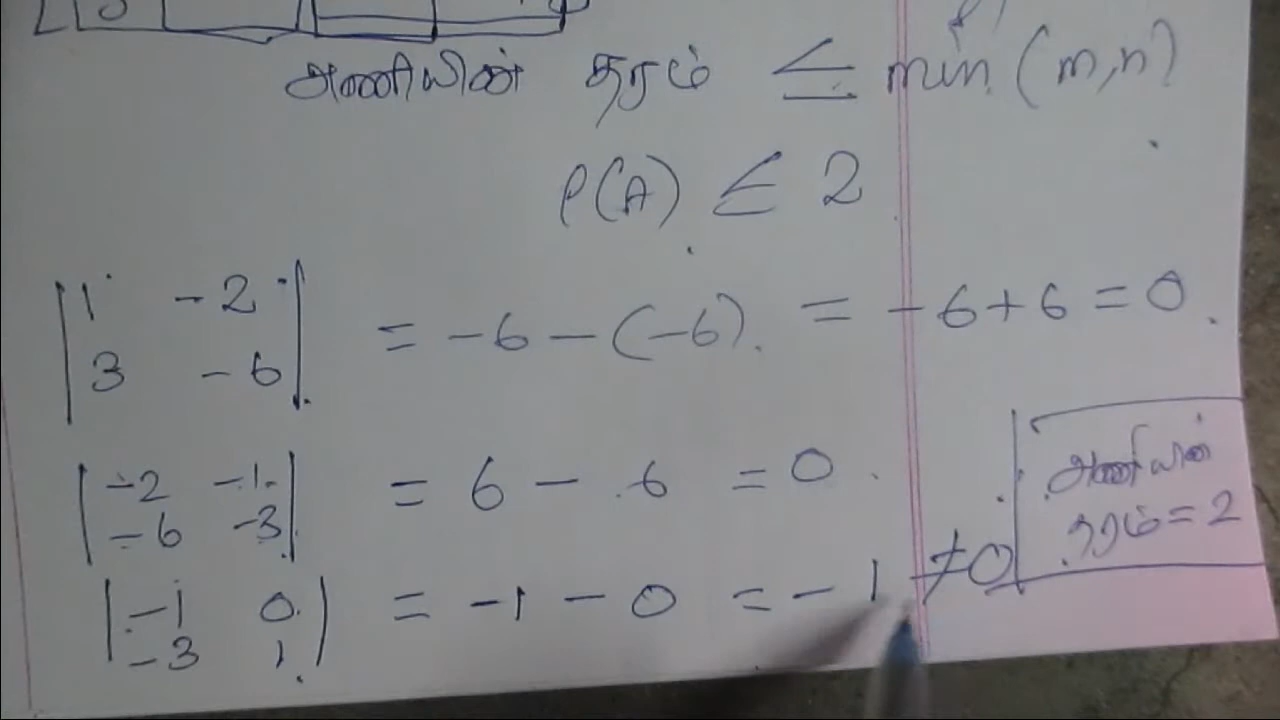 அணியின் தரம் ≤ min (m,n)
ρ(A) ≤ 2
|1 -2| = -6-(-6) = -6+6 = 0
|3 -6|
|-2 -1| = 6 - 6 = 0
|-6 -3|
|-1 0| = -1 - 0 = -1 ≠0
|-3 1|
அணியின்
தரம் = 2